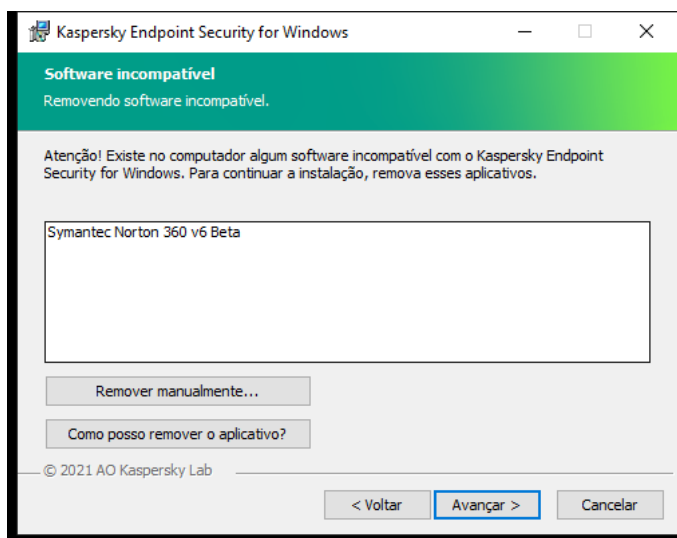 Kaspersky Endpoint Security for Windows
Software incompatível
Removendo software incompatível.
Atenção! Existe no computador algum software incompatível com o Kaspersky Endpoint
Security for Windows. Para continuar a instalação, remova esses aplicativos.
Symantec Norton 360 v6 Beta
Remover manualmente...
Como posso remover o aplicativo?
© 2021 AO Kaspersky Lab
< Voltar
Avançar >
Cancelar